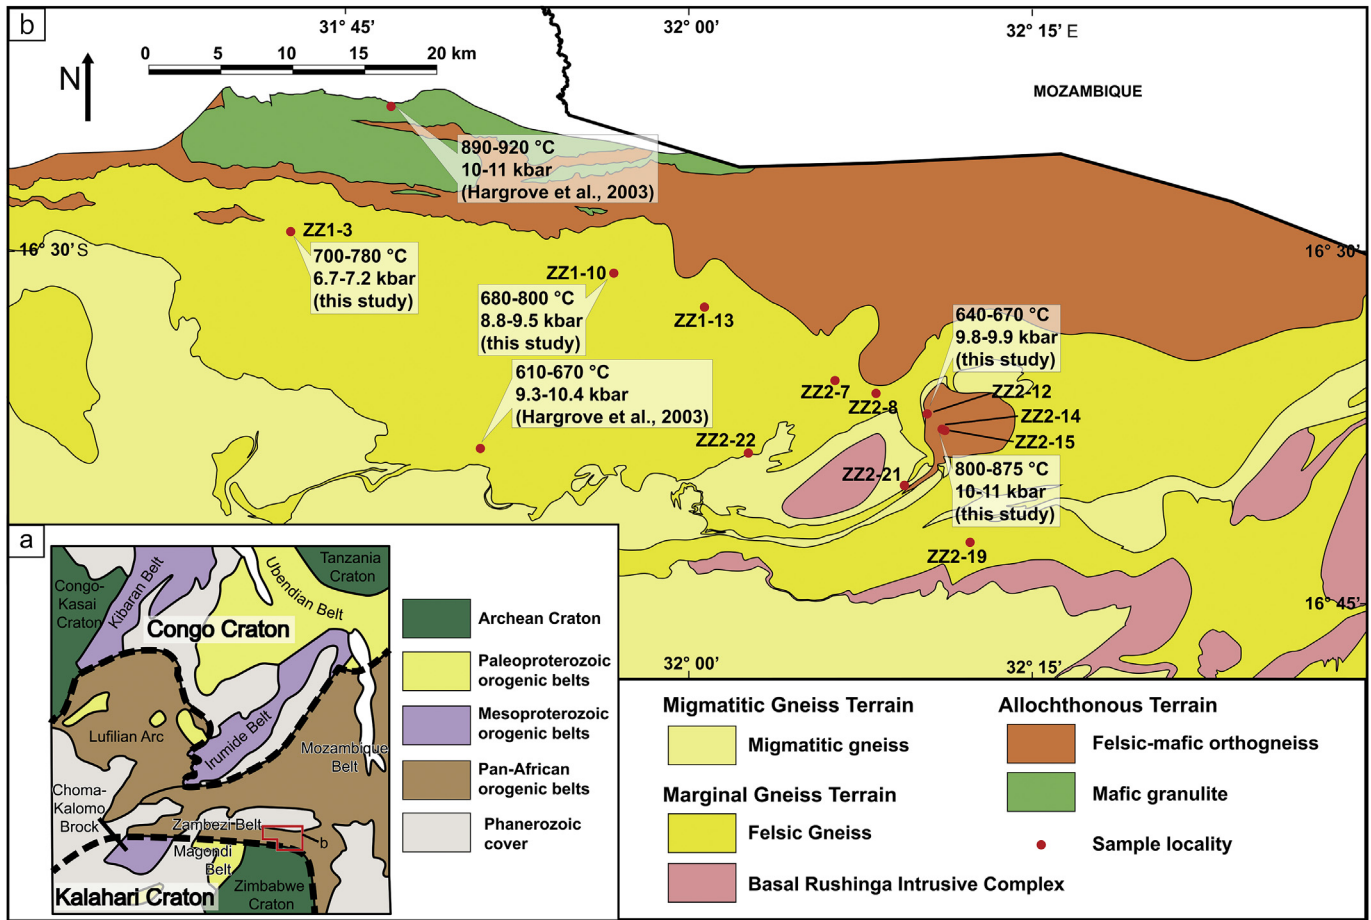 b
31° 45'
32° 00'
32° 15' E
0 5 10 15 20 km
N
MOZAMBIQUE
890-920 °C
10-11 kbar
(Hargrove et al., 2003)
ZZ1-3
16° 30' S
16° 30'
700-780 °C
6.7-7.2 kbar
(this study)
ZZ1-10
680-800 °C
8.8-9.5 kbar
(this study)
ZZ1-13
640-670 °C
9.8-9.9 kbar
(this study)
610-670 °C
9.3-10.4 kbar
(Hargrove et al., 2003)
ZZ2-7
ZZ2-8
ZZ2-12
ZZ2-14
ZZ2-15
ZZ2-22
ZZ2-21
800-875 °C
10-11 kbar
(this study)
ZZ2-19
16° 45'
32° 00'
32° 15'
a
Congo-
Kasai
Craton
Kibaran Belt
Ubendian Belt
Tanzania
Craton
Congo Craton
Lufilian Arc
Irumide Belt
Mozambique
Belt
Choma-
Kalomo
Brock
Zambezi Belt
b
Magondi
Belt
Zimbabwe
Craton
Kalahari Craton
Archean Craton
Paleoproterozoic
orogenic belts
Mesoproterozoic
orogenic belts
Pan-African
orogenic belts
Phanerozoic
cover
Migmatitic Gneiss Terrain
Migmatitic gneiss
Marginal Gneiss Terrain
Felsic Gneiss
Basal Rushinga Intrusive Complex
Allochthonous Terrain
Felsic-mafic orthogneiss
Mafic granulite
Sample locality